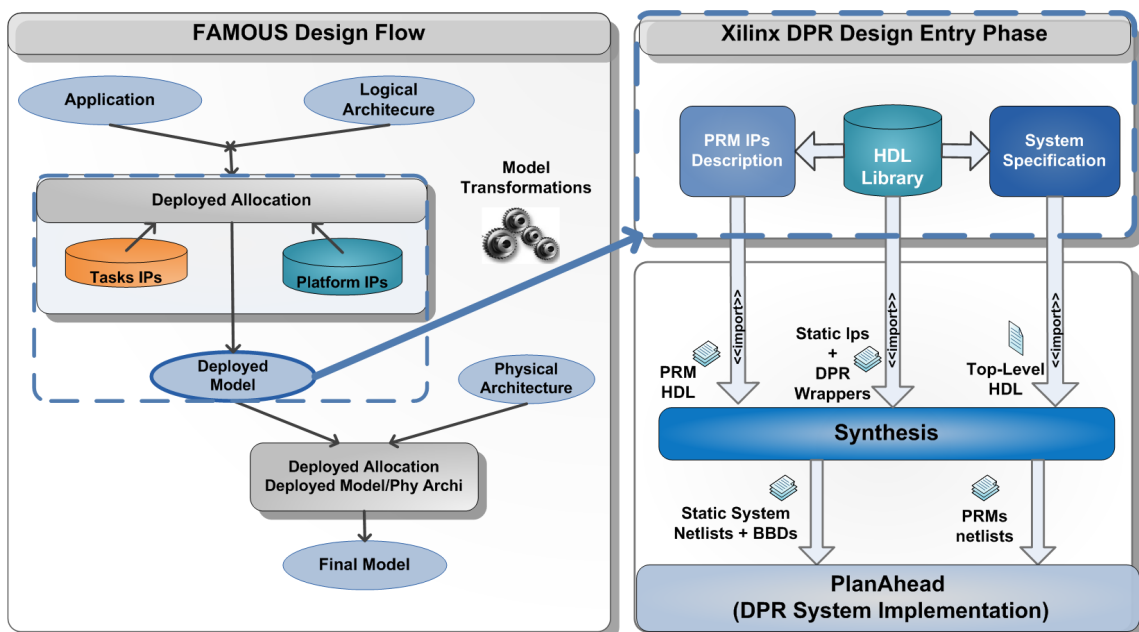 FAMOUS Design Flow
Application
Logical
Architecure
Deployed Allocation
Tasks IPs
Platform IPs
Model
Transformations
Deployed
Model
Physical
Architecture
Deployed Allocation
Deployed Model/Phy Archi
Final Model
Xilinx DPR Design Entry Phase
PRM IPs
Description
HDL
Library
System
Specification
<<import>>
<<import>>
<<import>>
PRM
HDL
Static Ips
+
DPR
Wrappers
Top-Level
HDL
Synthesis
Static System
Netlists + BBDs
PRMs
netlists
PlanAhead
(DPR System Implementation)